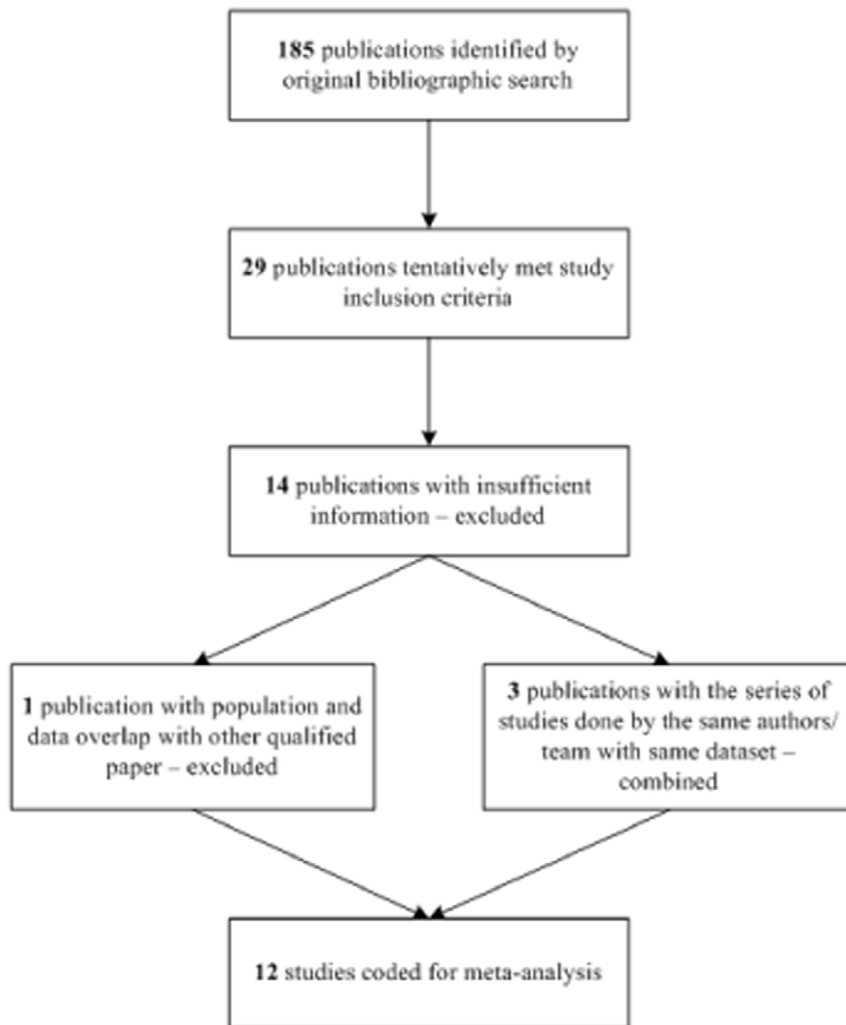 185 publications identified by
original bibliographic search
29 publications tentatively met study
inclusion criteria
14 publications with insufficient
information – excluded
1 publication with population and
data overlap with other qualified
paper – excluded
3 publications with the series of
studies done by the same authors/
team with same dataset –
combined
12 studies coded for meta-analysis